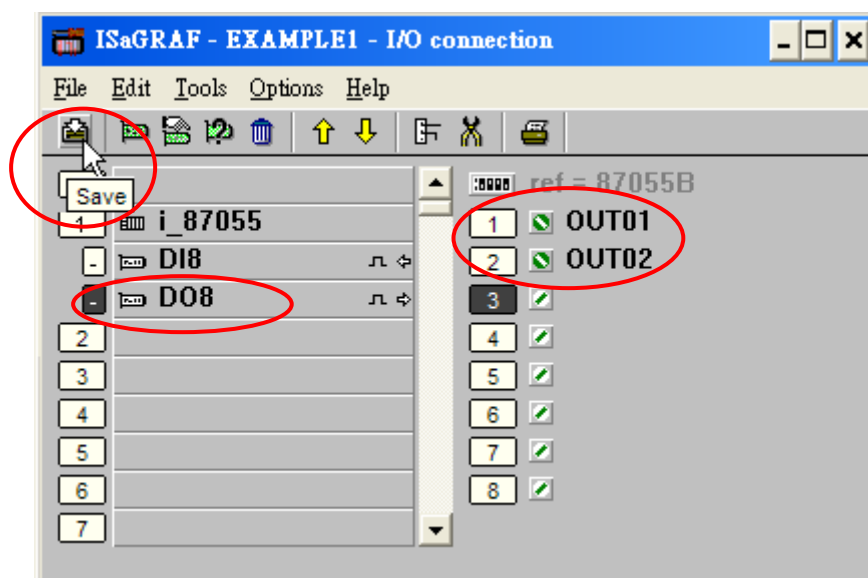 ISaGRAF - EXAMPLE1 - I/O connection
File Edit Tools Options Help
Save
ref = 87055B
1 i_87055
- DI8
- DO8
2
3
4
5
6
7
1 OUT01
2 OUT02
3
4
5
6
7
8